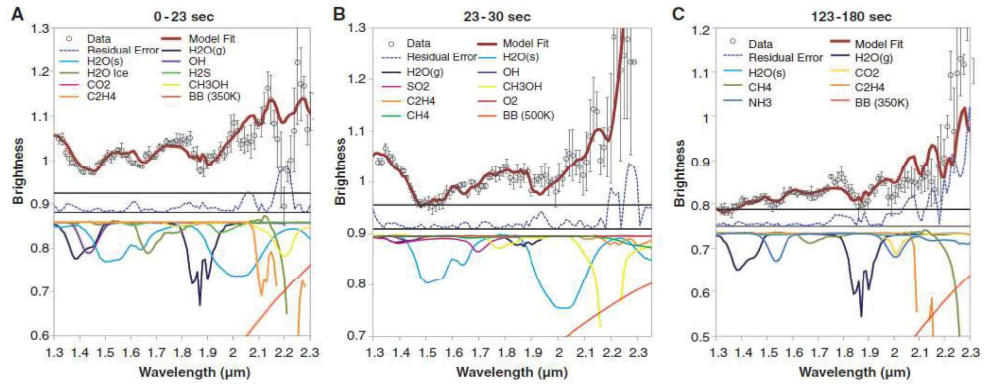 A
0-23 sec
1.3
1.2
1.1
1
0.9
0.8
0.7
0.6
Brightness
Data
Model Fit
Residual Error
H2O(g)
H2O(s)
OH
H2O Ice
H2S
CO2
CH3OH
C2H4
BB (350K)
1.3 1.4 1.5 1.6 1.7 1.8 1.9 2 2.1 2.2 2.3
Wavelength (µm)
B
23-30 sec
1.3
1.2
1.1
1
0.9
0.8
0.7
Brightness
Data
Model Fit
Residual Error
H2O(s)
H2O(g)
OH
SO2
CH3OH
C2H4
O2
CH4
BB (500K)
1.3 1.4 1.5 1.6 1.7 1.8 1.9 2 2.1 2.2 2.3
Wavelength (µm)
C
123-180 sec
1.2
1.1
1
0.9
0.8
0.7
0.6
0.5
Brightness
Data
Model Fit
Residual Error
H2O(g)
H2O(s)
CO2
CH4
C2H4
NH3
BB (350K)
1.3 1.4 1.5 1.6 1.7 1.8 1.9 2 2.1 2.2 2.3
Wavelength (µm)